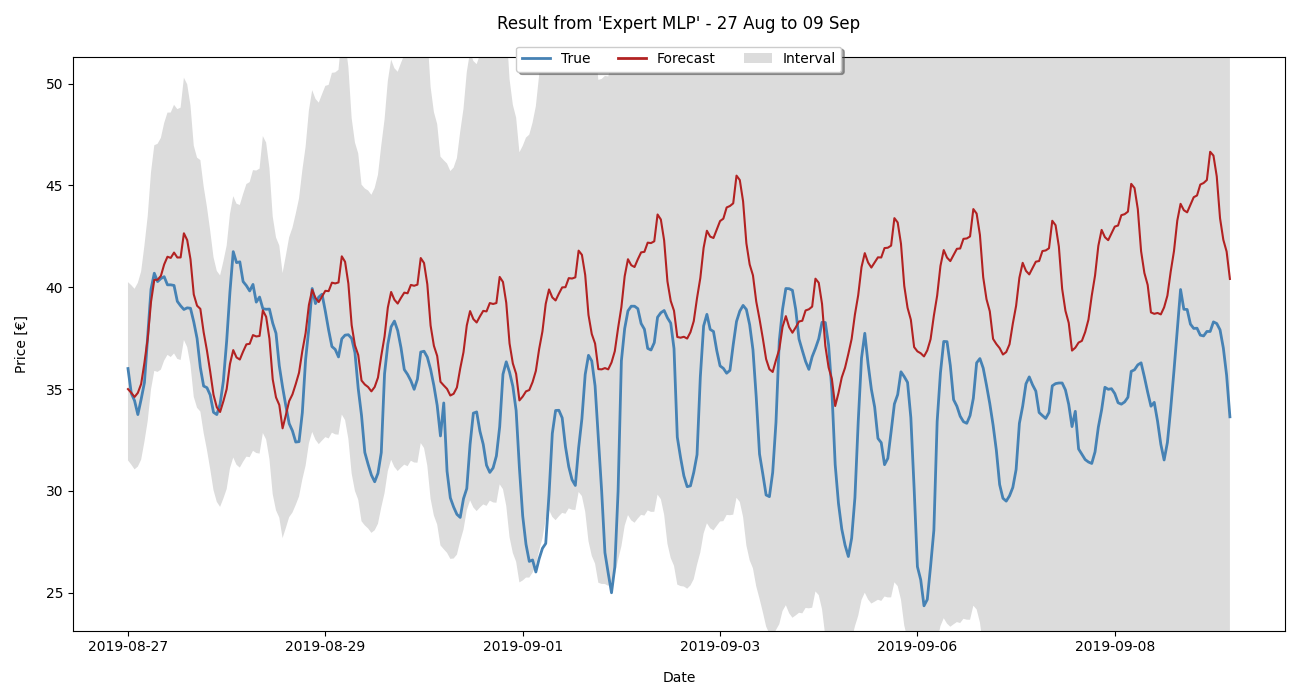 Result from 'Expert MLP' - 27 Aug to 09 Sep
True Forecast Interval
50
45
40
35
30
25
Price [€]
2019-08-27 2019-08-29 2019-09-01 2019-09-03 2019-09-06 2019-09-08
Date